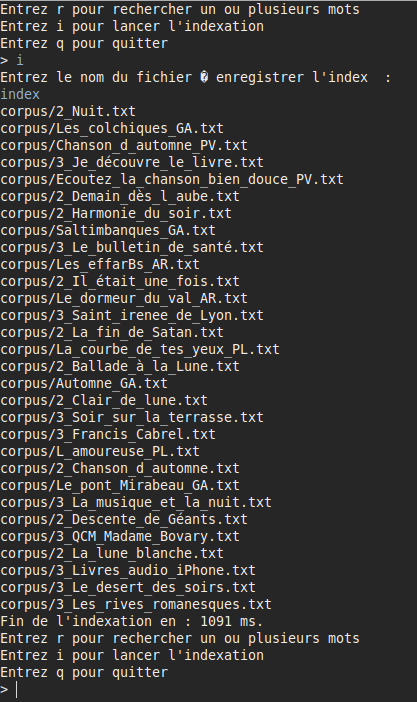 Entrez r pour rechercher un ou plusieurs mots
Entrez i pour lancer l'indexation
Entrez q pour quitter
> i
Entrez le nom du fichier � enregistrer l'index  :
index
corpus/2_Nuit.txt
corpus/Les_colchiques_GA.txt
corpus/Chanson_d_automne_PV.txt
corpus/3_Je_découvre_le_livre.txt
corpus/Ecoutez_la_chanson_bien_douce_PV.txt
corpus/2_Demain_dès_l_aube.txt
corpus/2_Harmonie_du_soir.txt
corpus/Saltimbanques_GA.txt
corpus/3_Le_bulletin_de_santé.txt
corpus/Les_effarBs_AR.txt
corpus/2_Il_était_une_fois.txt
corpus/Le_dormeur_du_val_AR.txt
corpus/3_Saint_irenee_de_Lyon.txt
corpus/2_La_fin_de_Satan.txt
corpus/La_courbe_de_tes_yeux_PL.txt
corpus/2_Ballade_à_la_Lune.txt
corpus/Automne_GA.txt
corpus/2_Clair_de_lune.txt
corpus/3_Soir_sur_la_terrasse.txt
corpus/3_Francis_Cabrel.txt
corpus/L_amoureuse_PL.txt
corpus/2_Chanson_d_automne.txt
corpus/Le_pont_Mirabeau_GA.txt
corpus/3_La_musique_et_la_nuit.txt
corpus/2_Descente_de_Géants.txt
corpus/3_QCM_Madame_Bovary.txt
corpus/2_La_lune_blanche.txt
corpus/3_Livres_audio_iPhone.txt
corpus/3_Le_desert_des_soirs.txt
corpus/3_Les_rives_romanesques.txt
Fin de l'indexation en : 1091 ms.
Entrez r pour rechercher un ou plusieurs mots
Entrez i pour lancer l'indexation
Entrez q pour quitter
>